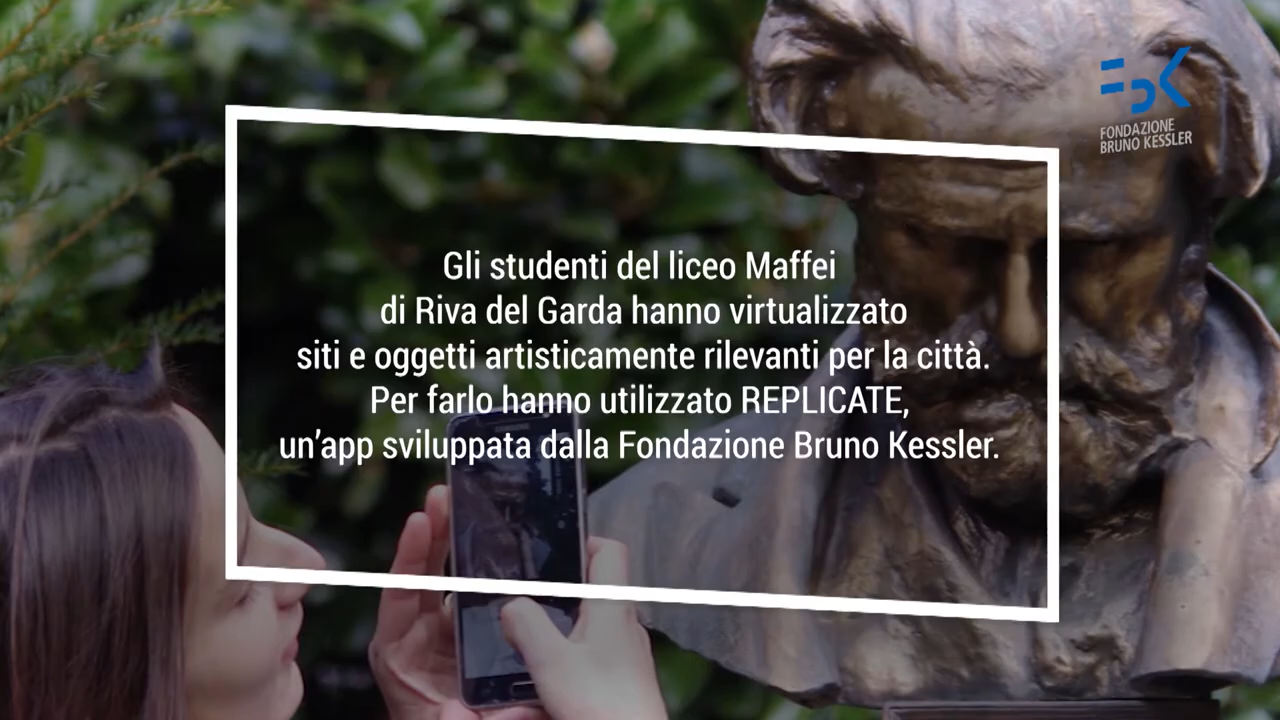 FBK
FONDAZIONE
BRUNO KESSLER
Gli studenti del liceo Maffei
di Riva del Garda hanno virtualizzato
siti e oggetti artisticamente rilevanti per la città.
Per farlo hanno utilizzato REPLICATE,
un’app sviluppata dalla Fondazione Bruno Kessler.